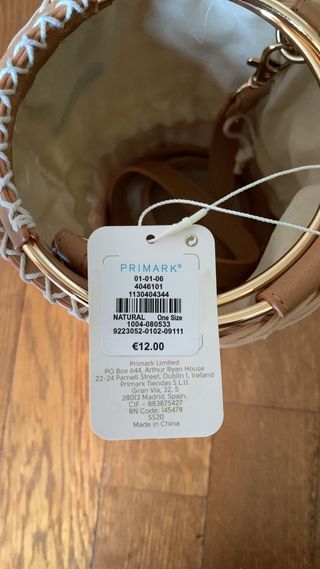 PRIMARK®
01-01-06
4046101
1130404344
NATURAL One Size
1004-080533
9223052-0102-09111
€12.00
Primark Limited
PO Box 644, Arthur Ryan House
22-24 Parnell Street, Dublin 1, Ireland
Primark Tiendas S.L.U.
Gran Vía, 32, 5
28013 Madrid, Spain.
CIF - B83875427
RN Code: 145478
SS20
Made in China